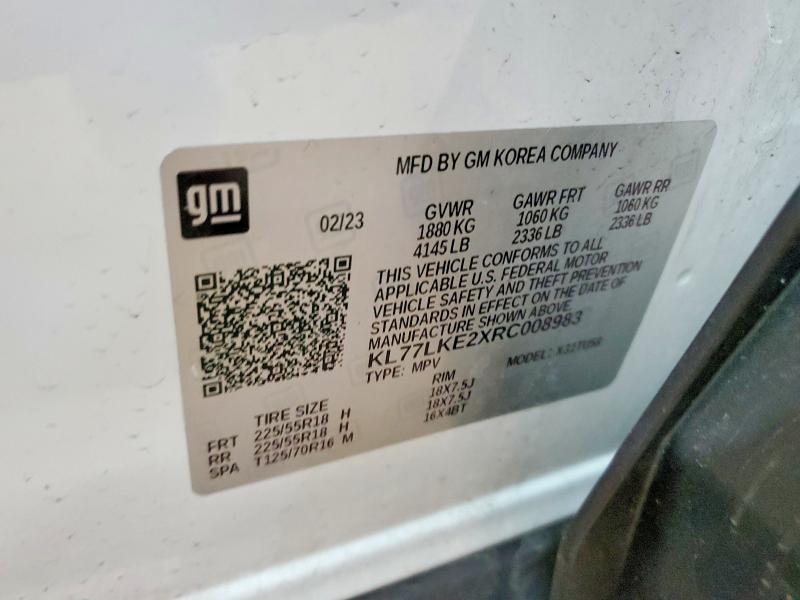 gm
MFD BY GM KOREA COMPANY
02/23
GVWR GAWR FRT GAWR RR
1880 KG 1060 KG 1060 KG
4145 LB 2336 LB 2336 LB
THIS VEHICLE CONFORMS TO ALL
APPLICABLE U.S. FEDERAL MOTOR
VEHICLE SAFETY AND THEFT PREVENTION
STANDARDS IN EFFECT ON THE DATE OF
MANUFACTURE SHOWN ABOVE.
KL77LKE2XRC008983
TYPE: MPV MODEL:
TIRE SIZE RIM
FRT 225/55R18 H 18X7.5J
RR 225/55R18 H 18X7.5J
SPA T125/70R16 M 16X4BT